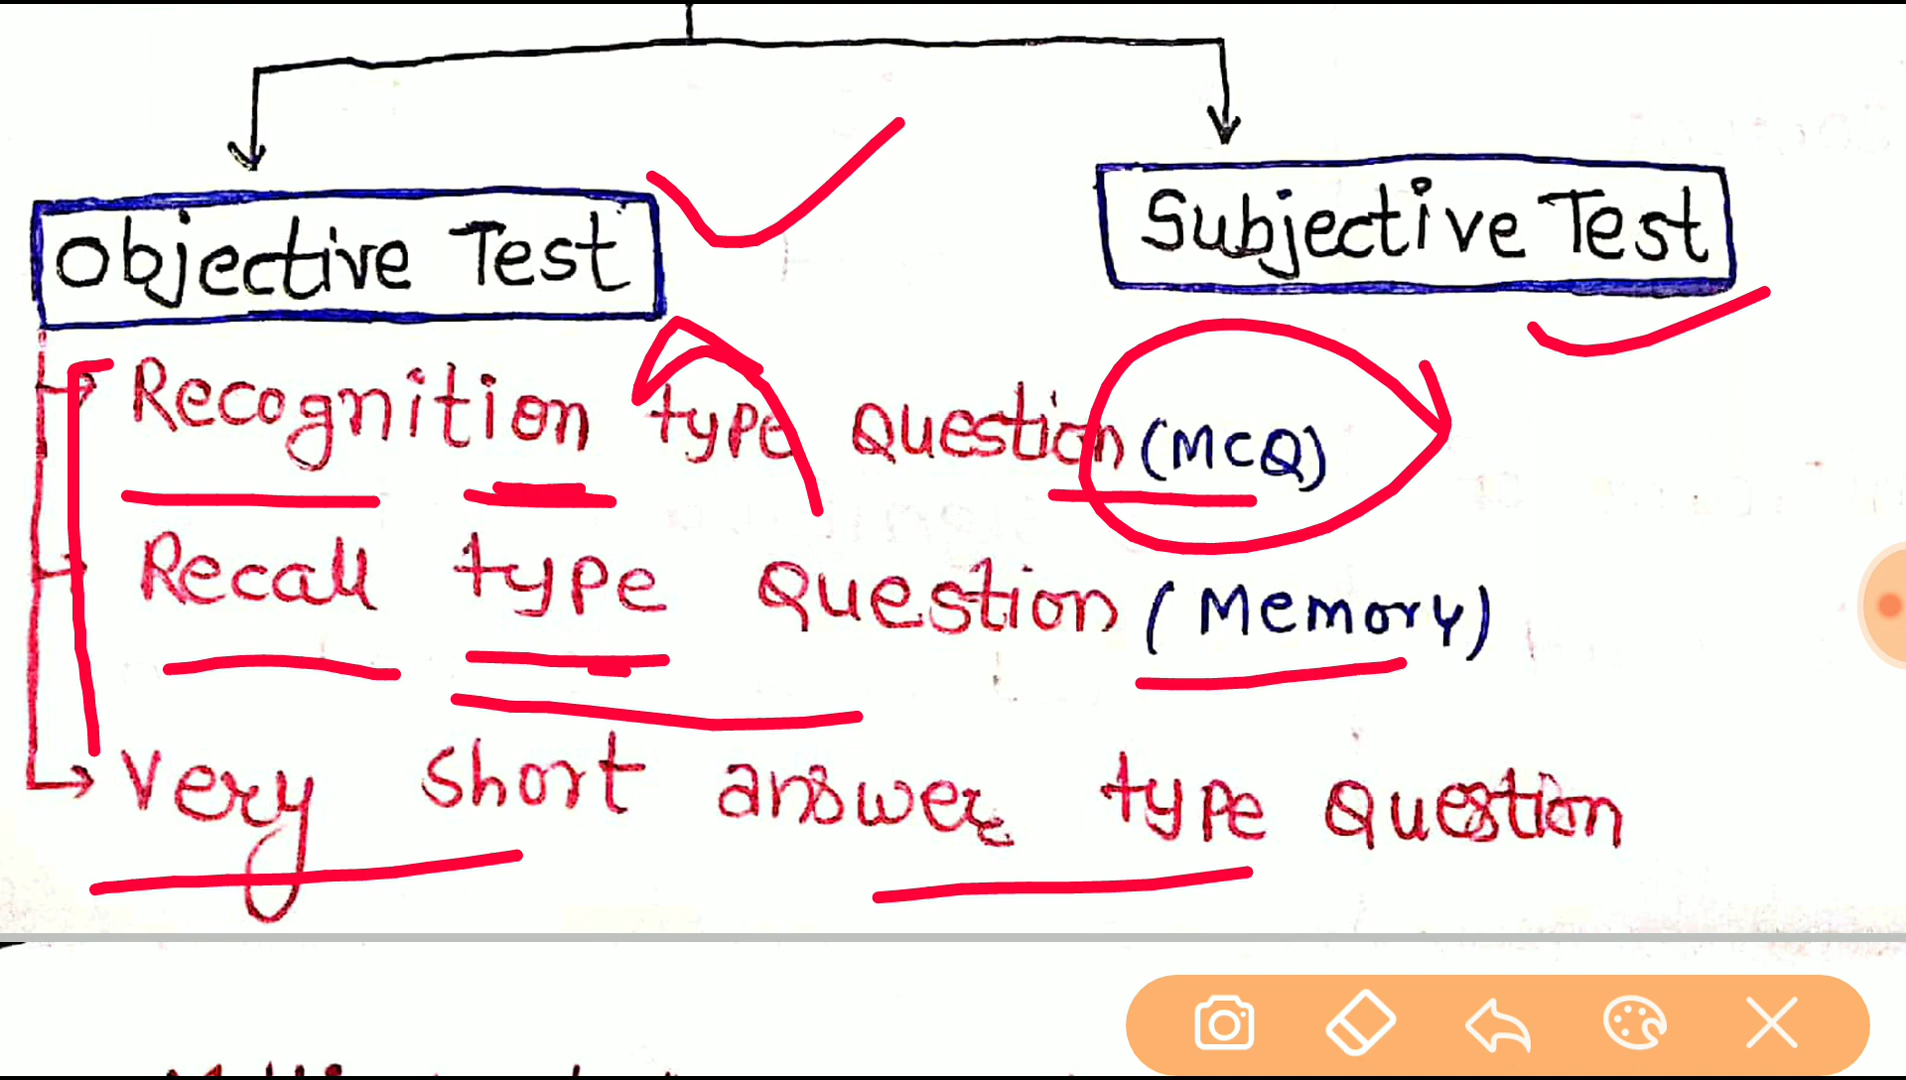 Objective Test
Subjective Test
Recognition type Question (MCQ)
Recall type Question (Memory)
Very short answer type Question